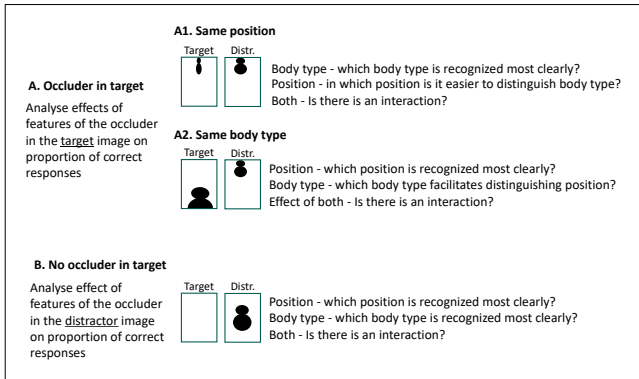 A1. Same position
Target Distr.
A. Occluder in target
Analyse effects of
features of the occluder
in the target image on
proportion of correct
responses
Body type - which body type is recognized most clearly?
Position - in which position is it easier to distinguish body type?
Both - Is there an interaction?
A2. Same body type
Target Distr.
Position - which position is recognized most clearly?
Body type - which body type facilitates distinguishing position?
Effect of both - Is there an interaction?
B. No occluder in target
Analyse effect of
features of the occluder
in the distractor image
on proportion of correct
responses
Target Distr.
Position - which position is recognized most clearly?
Body type - which body type is recognized most clearly?
Both - Is there an interaction?